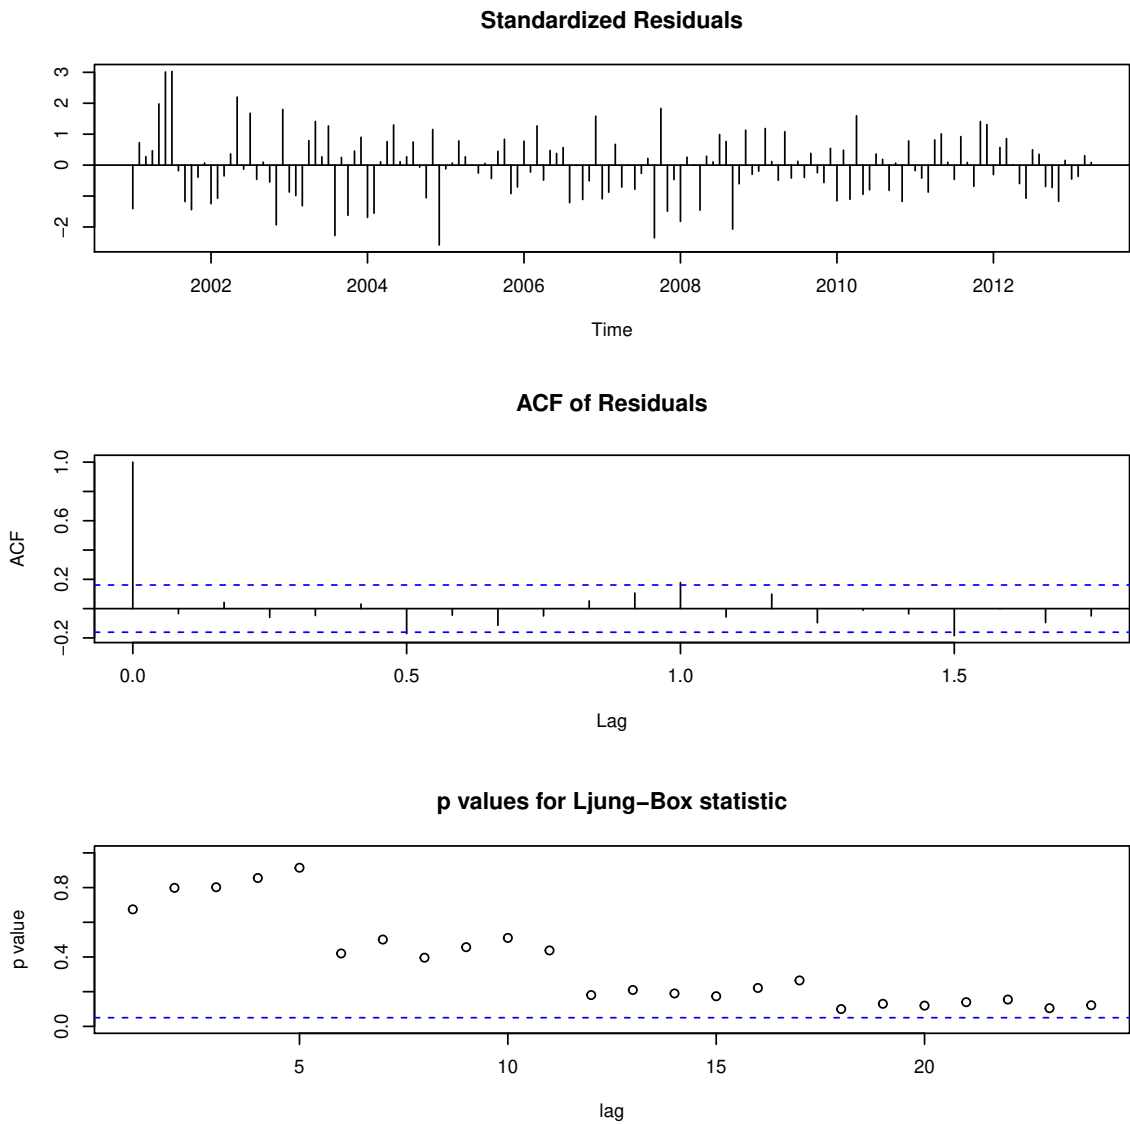 Standardized Residuals
3
2
1
0
−2
2002 2004 2006 2008 2010 2012
Time
ACF of Residuals
ACF
1.0
0.6
0.2
−0.2
0.0 0.5 1.0 1.5
Lag
p values for Ljung−Box statistic
p value
0.8
0.4
0.0
5 10 15 20
lag